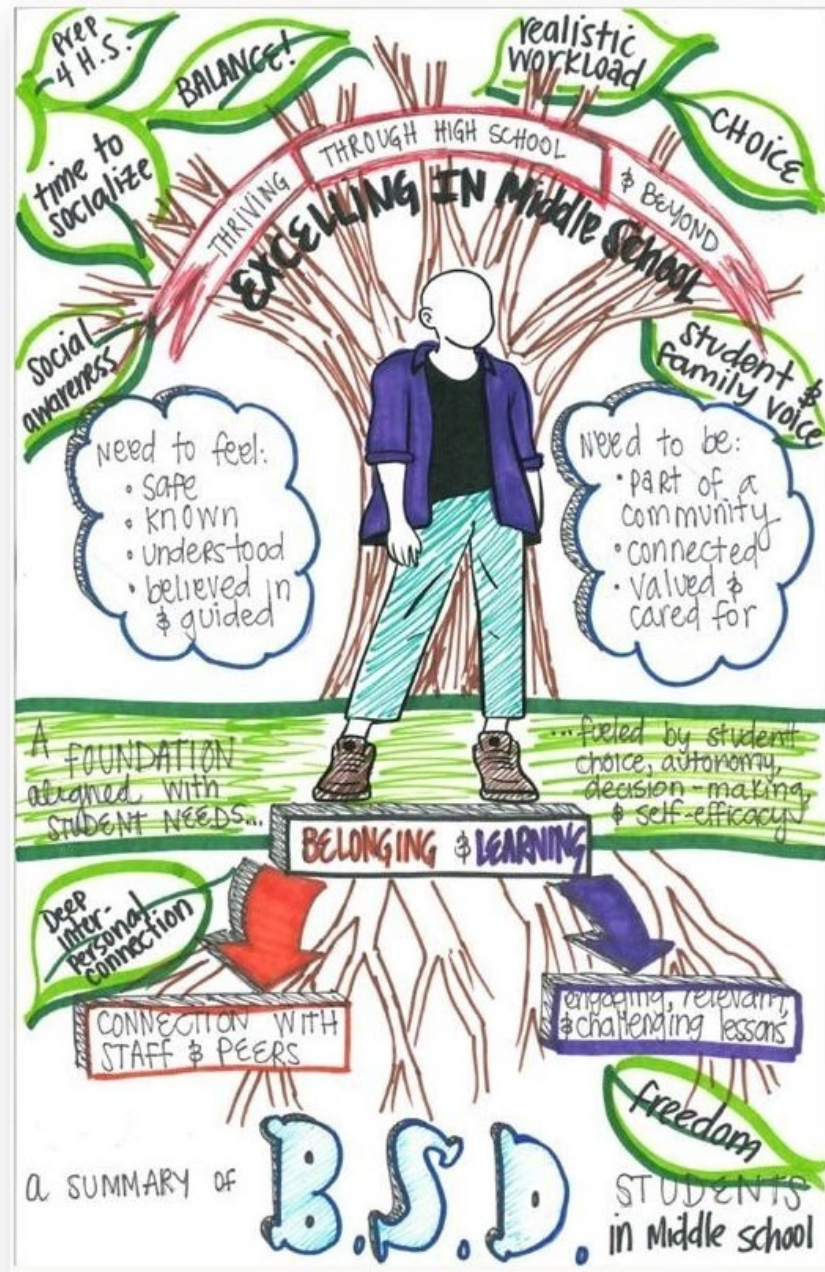 Prep
4 H.S.
BALANCE!
realistic
workload
CHOICE
time to
socialize
THRIVING
THROUGH HIGH SCHOOL
& BEYOND
EXCELLING IN Middle School
social
awareness
student &
family voice
Need to feel:
• safe
• known
• understood
• believed in
& guided
Need to be:
• part of a
community
• connected
• valued &
cared for
A FOUNDATION
aligned with
STUDENT NEEDS...
...fueled by student
choice, autonomy,
decision-making,
& self-efficacy
BELONGING & LEARNING
Deep
inter-
personal
connection
CONNECTION WITH
STAFF & PEERS
engaging, relevant,
& challenging lessons
freedom
a SUMMARY OF
B.S.D.
STUDENTS
in Middle school